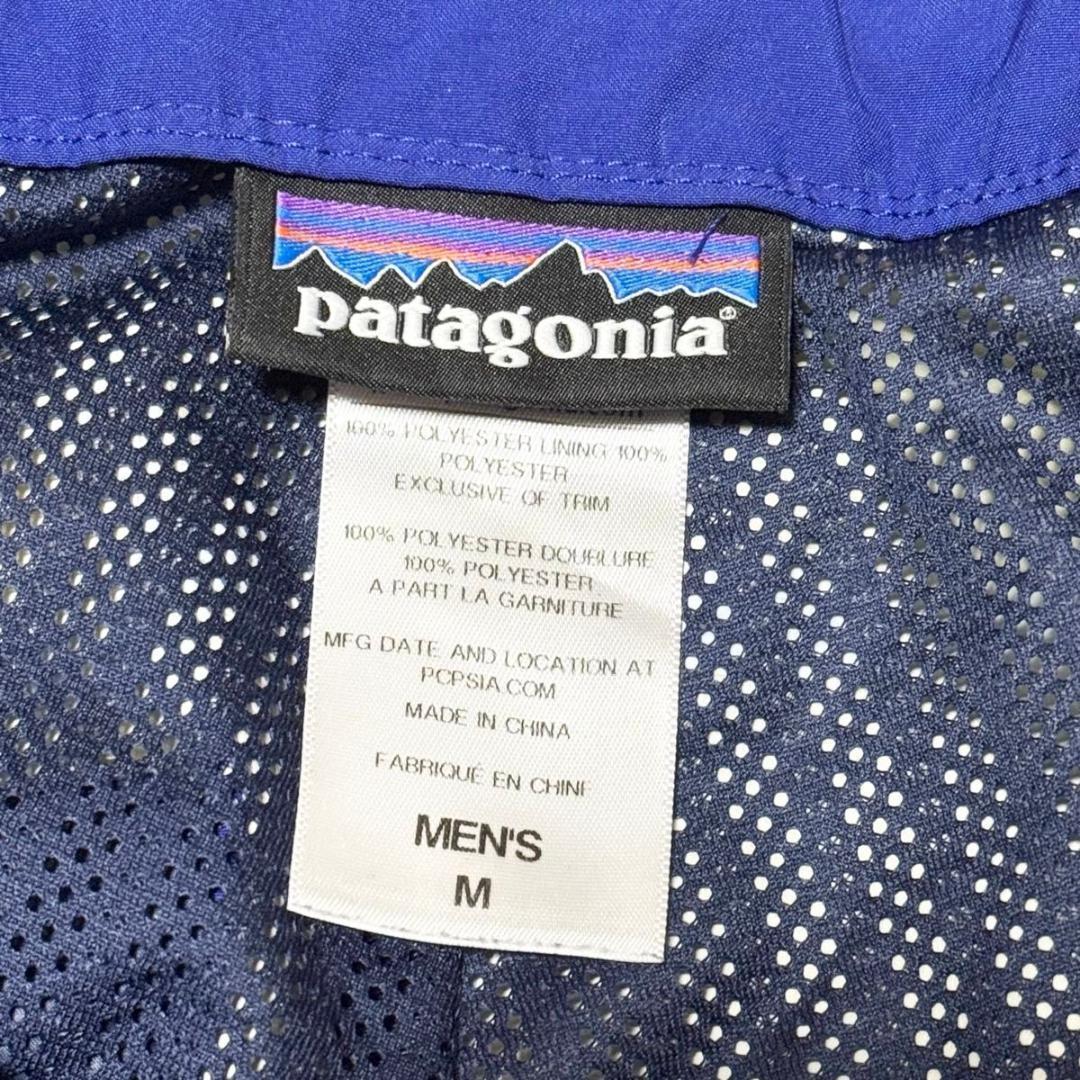 patagonia®
100% POLYESTER LINING 100%
POLYESTER
EXCLUSIVE OF TRIM
100% POLYESTER DOUBLURE
100% POLYESTER
A PART LA GARNITURE
MFG DATE AND LOCATION AT
PCPSIA.COM
MADE IN CHINA
FABRIQUÉ EN CHINE
MEN'S
M